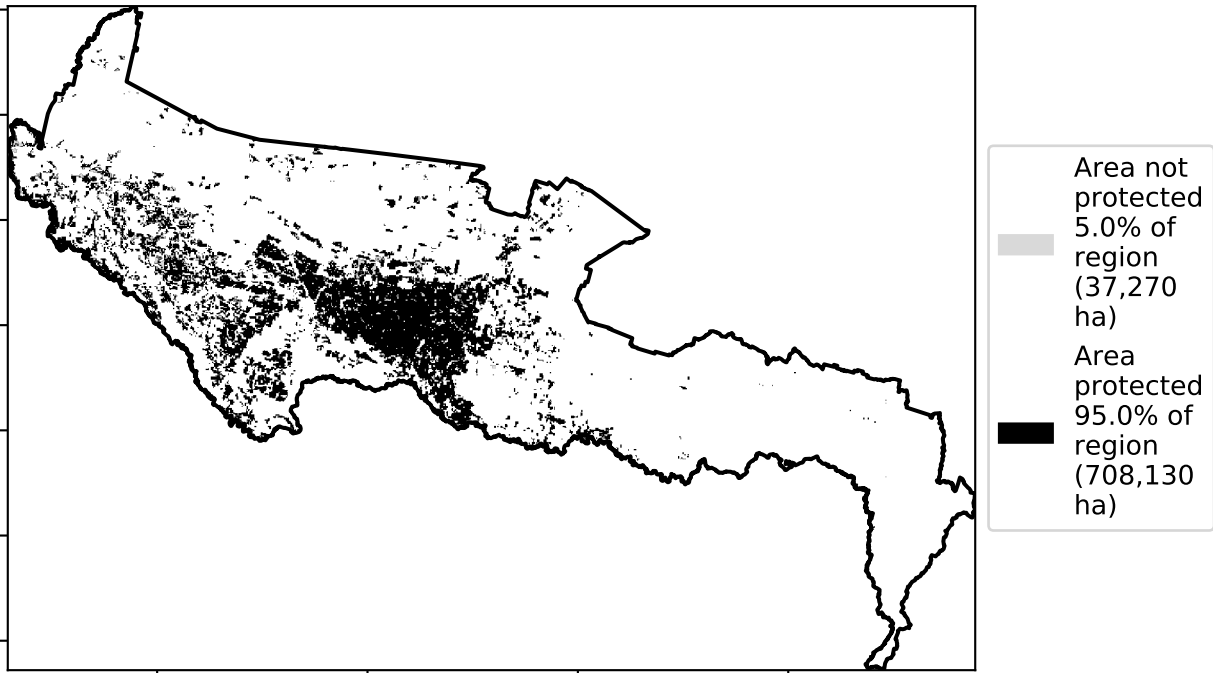 Area not
protected
5.0% of
region
(37,270
ha)
Area
protected
95.0% of
region
(708,130
ha)